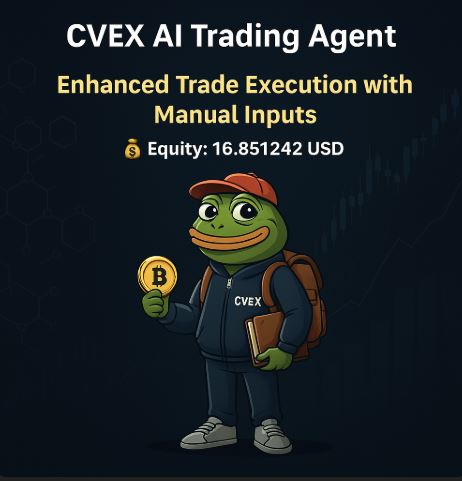 CVEX AI Trading Agent
Enhanced Trade Execution with
Manual Inputs
💰 Equity: 16.851242 USD
₿
CVEX